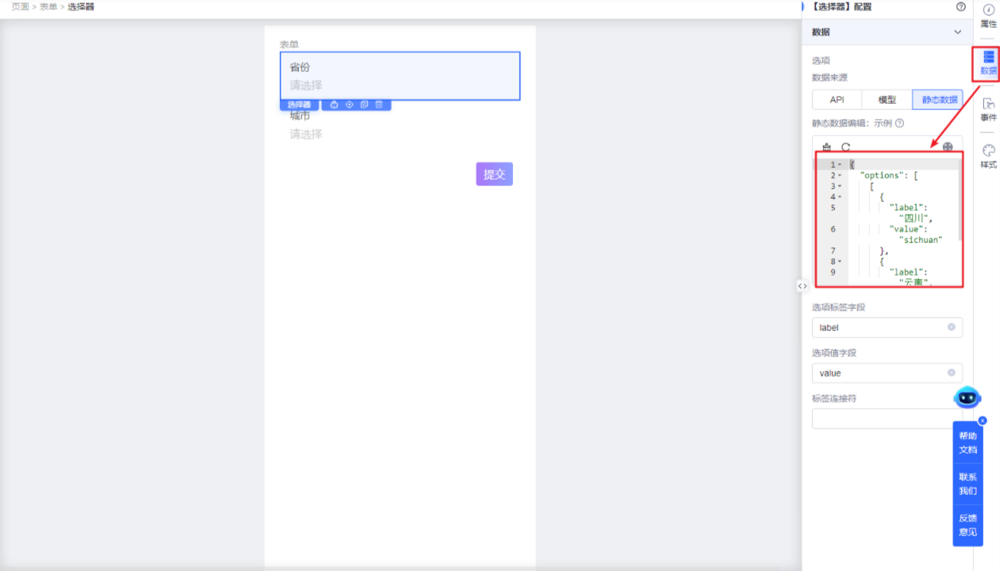 页面 > 表单 > 选择器
表单
省份
请选择
选择器
城市
请选择
提交
【选择器】配置
数据
选项
数据来源
API
模型
静态数据
静态数据编辑：示例
1 {
2 "options": [
3 [
4 {
5 "label":
"四川",
6 "value":
"sichuan"
7 },
8 {
9 "label":
"云南",
选项标签字段
label
选项值字段
value
标签连接符
属性
数据
事件
样式
帮助
文档
联系
我们
反馈
意见